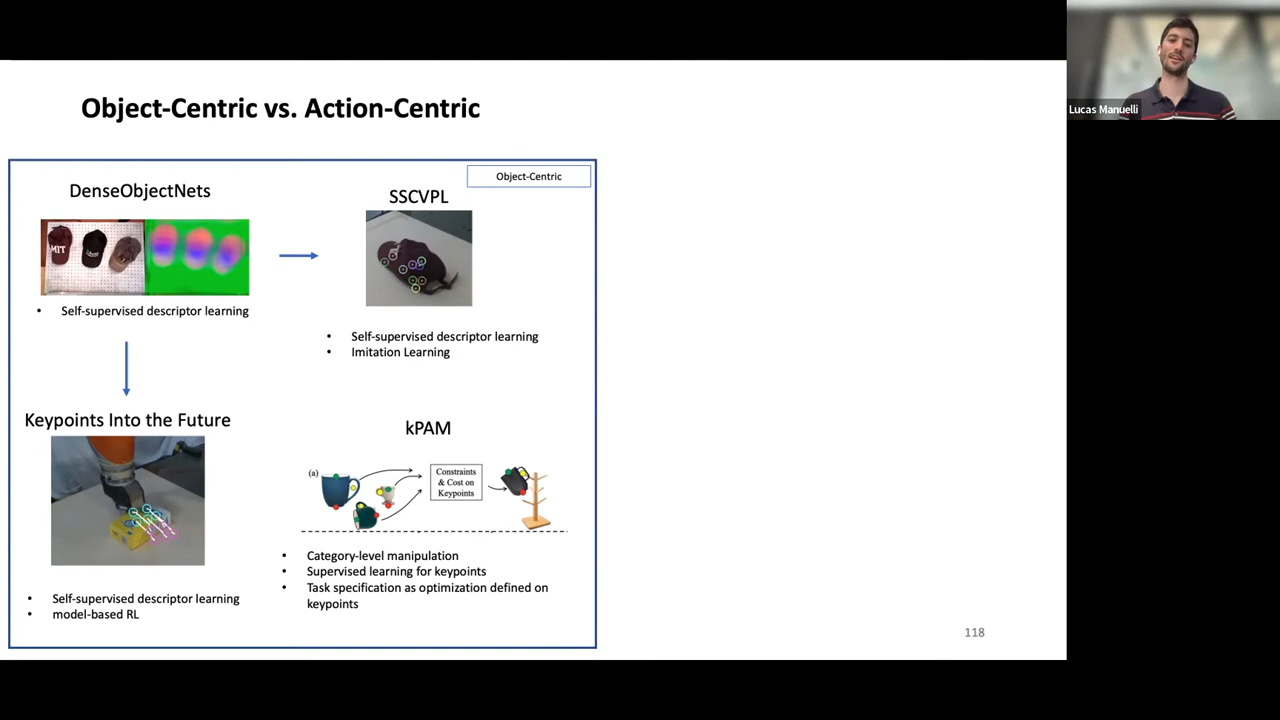 Object-Centric vs. Action-Centric
Lucas Manuelli
Object-Centric
DenseObjectNets
MIT
• Self-supervised descriptor learning
SSCVPL
• Self-supervised descriptor learning
• Imitation Learning
Keypoints Into the Future
• Self-supervised descriptor learning
• model-based RL
kPAM
(a)
Constraints
& Cost on
Keypoints
• Category-level manipulation
• Supervised learning for keypoints
• Task specification as optimization defined on
keypoints
118